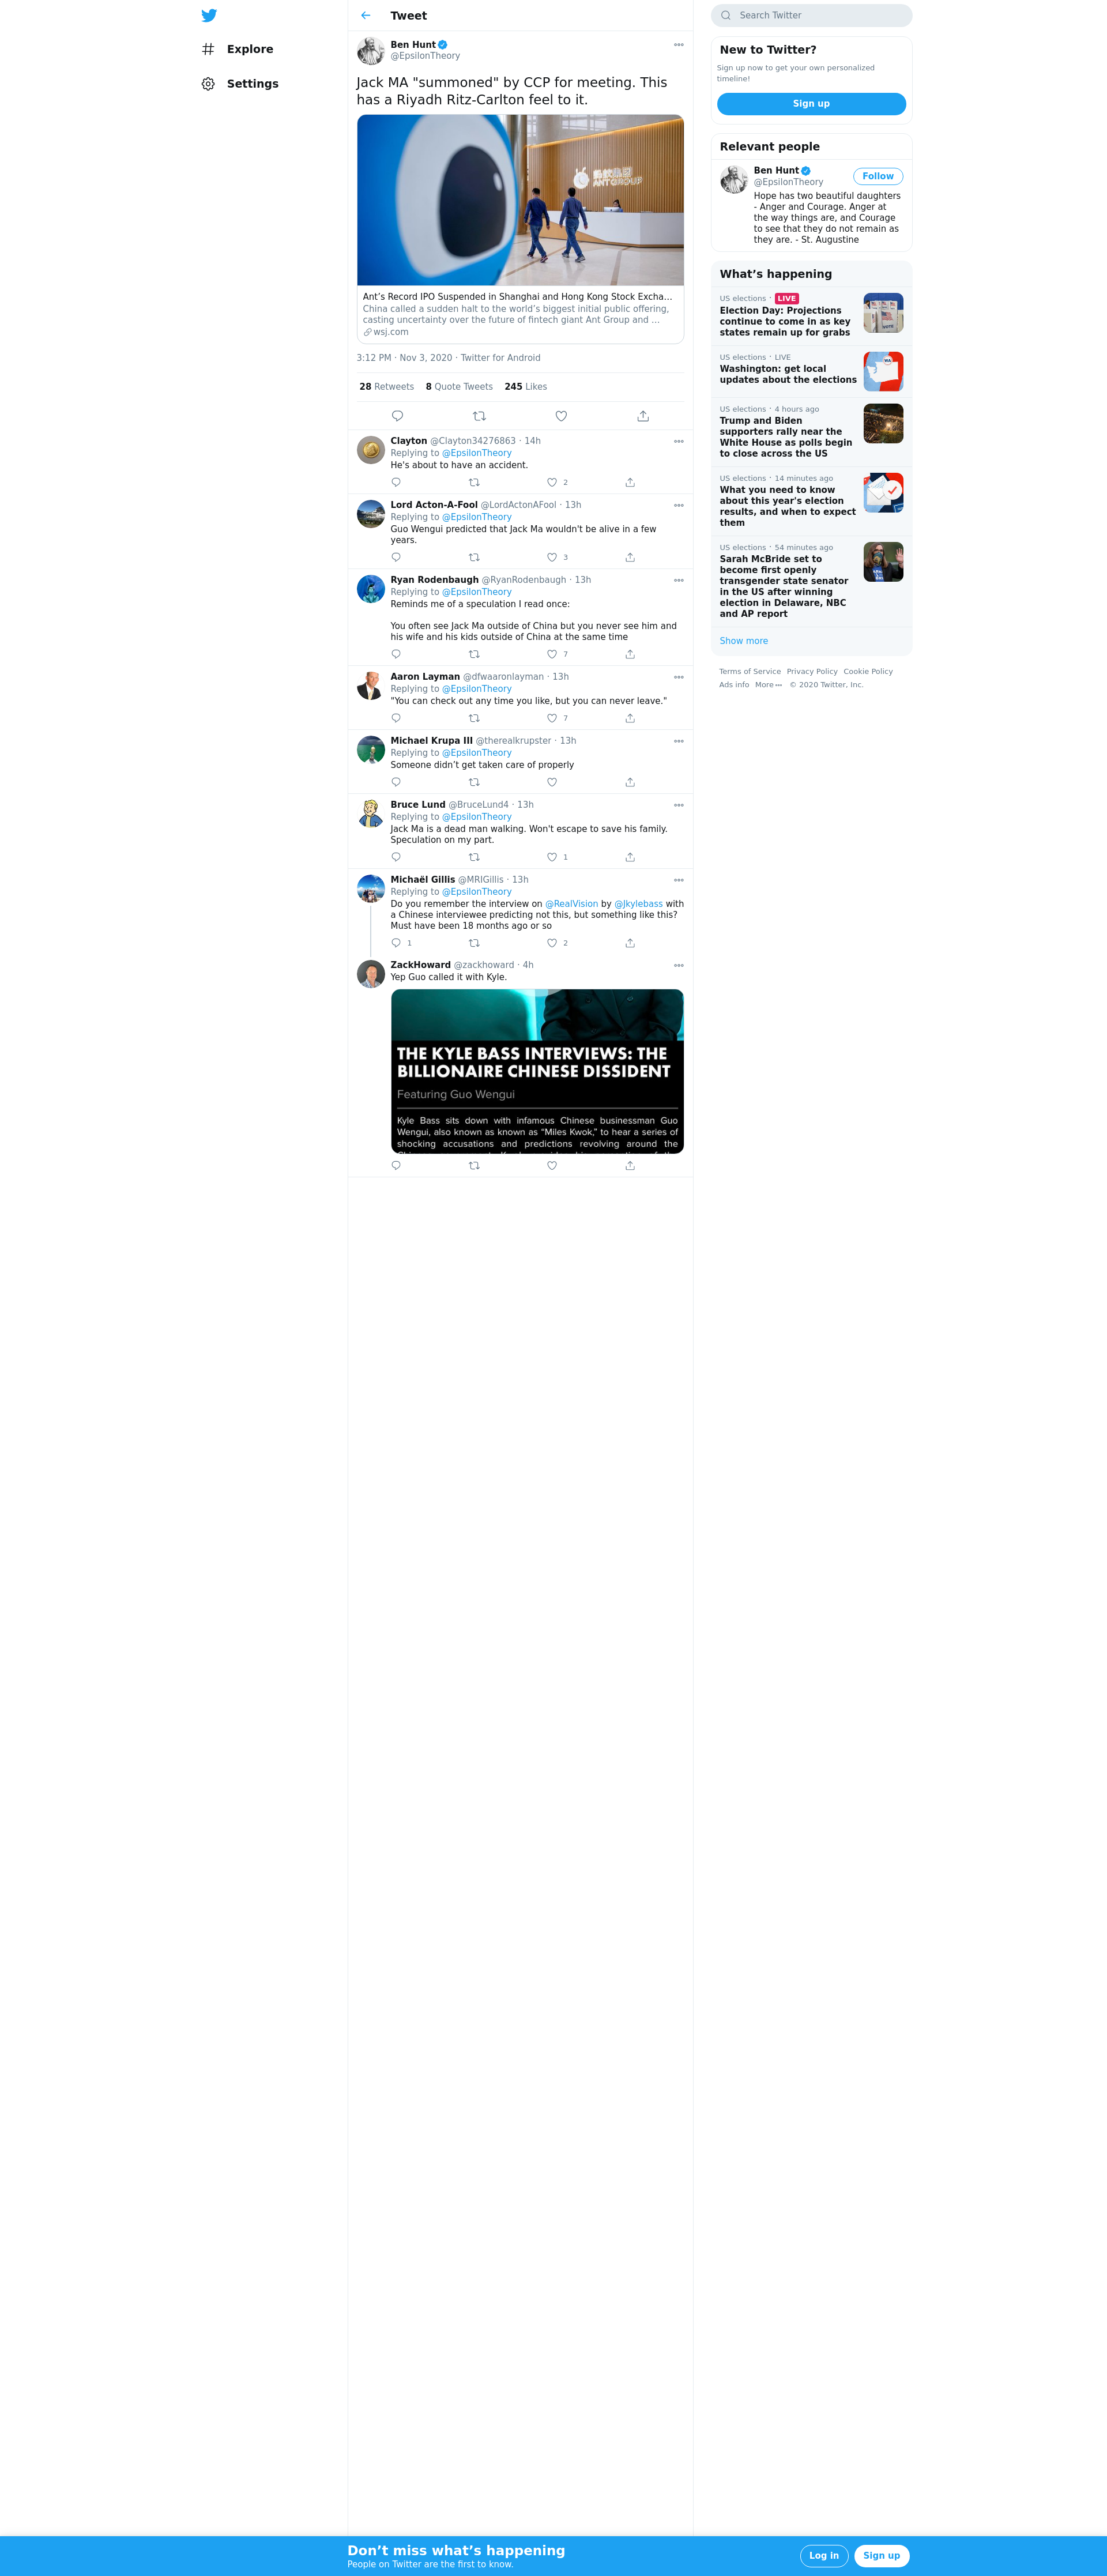 Explore
Settings
Tweet
Ben Hunt
@EpsilonTheory
Jack MA "summoned" by CCP for meeting. This
has a Riyadh Ritz-Carlton feel to it.
ANT GROUP
Ant’s Record IPO Suspended in Shanghai and Hong Kong Stock Excha…
China called a sudden halt to the world’s biggest initial public offering,
casting uncertainty over the future of fintech giant Ant Group and …
wsj.com
3:12 PM · Nov 3, 2020 · Twitter for Android
28 Retweets 8 Quote Tweets 245 Likes
Clayton @Clayton34276863 · 14h
Replying to @EpsilonTheory
He's about to have an accident.
2
Lord Acton-A-Fool @LordActonAFool · 13h
Replying to @EpsilonTheory
Guo Wengui predicted that Jack Ma wouldn't be alive in a few
years.
3
Ryan Rodenbaugh @RyanRodenbaugh · 13h
Replying to @EpsilonTheory
Reminds me of a speculation I read once:
You often see Jack Ma outside of China but you never see him and
his wife and his kids outside of China at the same time
7
Aaron Layman @dfwaaronlayman · 13h
Replying to @EpsilonTheory
"You can check out any time you like, but you can never leave."
7
Michael Krupa III @therealkrupster · 13h
Replying to @EpsilonTheory
Someone didn’t get taken care of properly
Bruce Lund @BruceLund4 · 13h
Replying to @EpsilonTheory
Jack Ma is a dead man walking. Won't escape to save his family.
Speculation on my part.
1
Michaël Gillis @MRIGillis · 13h
Replying to @EpsilonTheory
Do you remember the interview on @RealVision by @Jkylebass with
a Chinese interviewee predicting not this, but something like this?
Must have been 18 months ago or so
1 2
ZackHoward @zackhoward · 4h
Yep Guo called it with Kyle.
THE KYLE BASS INTERVIEWS: THE
BILLIONAIRE CHINESE DISSIDENT
Featuring Guo Wengui
Kyle Bass sits down with infamous Chinese businessman Guo
Wengui, also known as known as “Miles Kwok,” to hear a series of
shocking accusations and predictions revolving around the
Search Twitter
New to Twitter?
Sign up now to get your own personalized
timeline!
Sign up
Relevant people
Ben Hunt
@EpsilonTheory
Follow
Hope has two beautiful daughters
- Anger and Courage. Anger at
the way things are, and Courage
to see that they do not remain as
they are. - St. Augustine
What’s happening
US elections · LIVE
Election Day: Projections
continue to come in as key
states remain up for grabs
US elections · LIVE
Washington: get local
updates about the elections
US elections · 4 hours ago
Trump and Biden
supporters rally near the
White House as polls begin
to close across the US
US elections · 14 minutes ago
What you need to know
about this year's election
results, and when to expect
them
US elections · 54 minutes ago
Sarah McBride set to
become first openly
transgender state senator
in the US after winning
election in Delaware, NBC
and AP report
Show more
Terms of Service Privacy Policy Cookie Policy
Ads info More © 2020 Twitter, Inc.
Don’t miss what’s happening
People on Twitter are the first to know.
Log in
Sign up